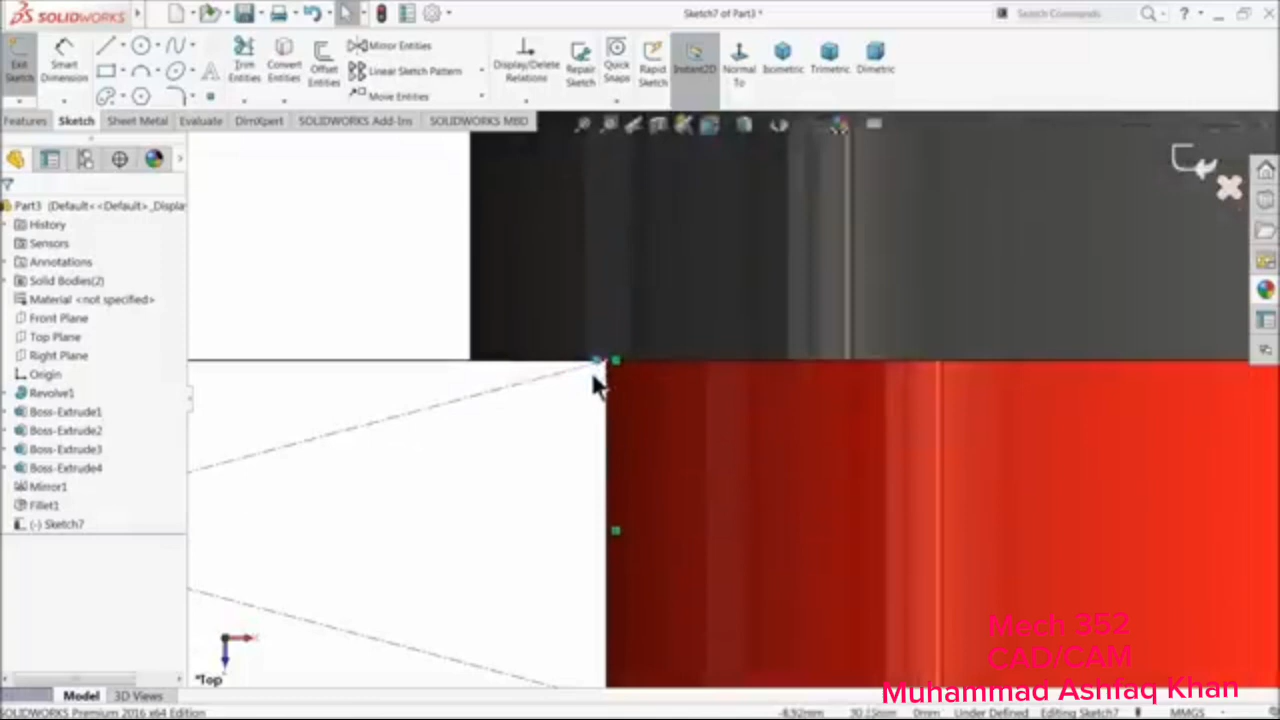 SOLIDWORKS
Sketch7 of Part3 *
Search Commands
Exit Sketch
Smart Dimension
Trim Entities
Convert Entities
Offset Entities
Mirror Entities
Linear Sketch Pattern
Move Entities
Display/Delete Relations
Repair Sketch
Quick Snaps
Rapid Sketch
Instant2D
Normal To
Isometric
Trimetric
Dimetric
Features Sketch Sheet Metal Evaluate DimXpert SOLIDWORKS Add-Ins SOLIDWORKS MBD
Part3 (Default<<Default>_Displa
History
Sensors
Annotations
Solid Bodies(2)
Material <not specified>
Front Plane
Top Plane
Right Plane
Origin
Revolve1
Boss-Extrude1
Boss-Extrude2
Boss-Extrude3
Boss-Extrude4
Mirror1
Fillet1
(-) Sketch7
*Top
Mech 352
CAD/CAM
Muhammad Ashfaq Khan
Model 3D Views
SOLIDWORKS Premium 2016 x64 Edition
0mm Under Defined Editing Sketch7 MMGS